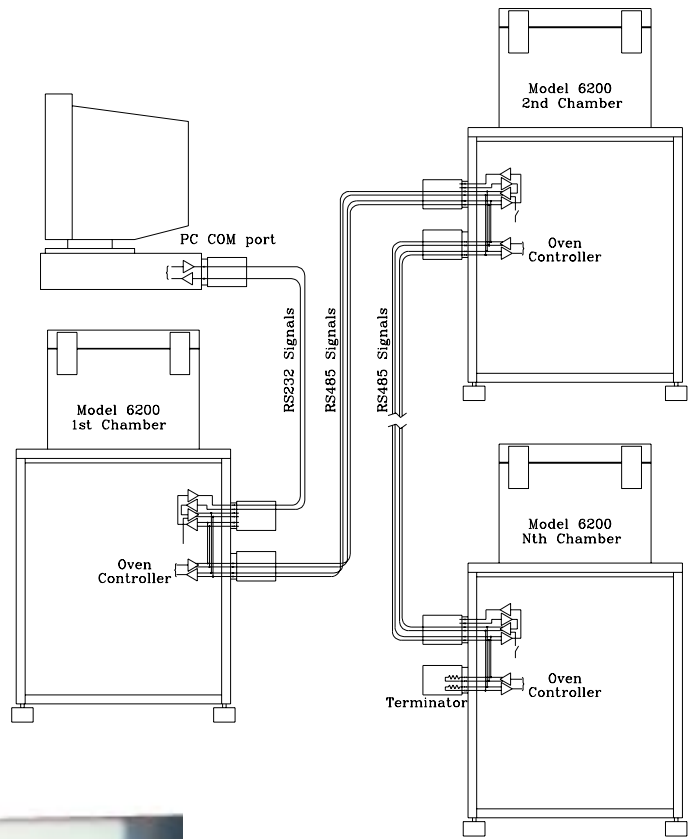 Model 6200
2nd Chamber
PC COM port
Oven
Controller
RS232 Signals
RS485 Signals
RS485 Signals
Model 6200
1st Chamber
Oven
Controller
Model 6200
Nth Chamber
Oven
Controller
Terminator